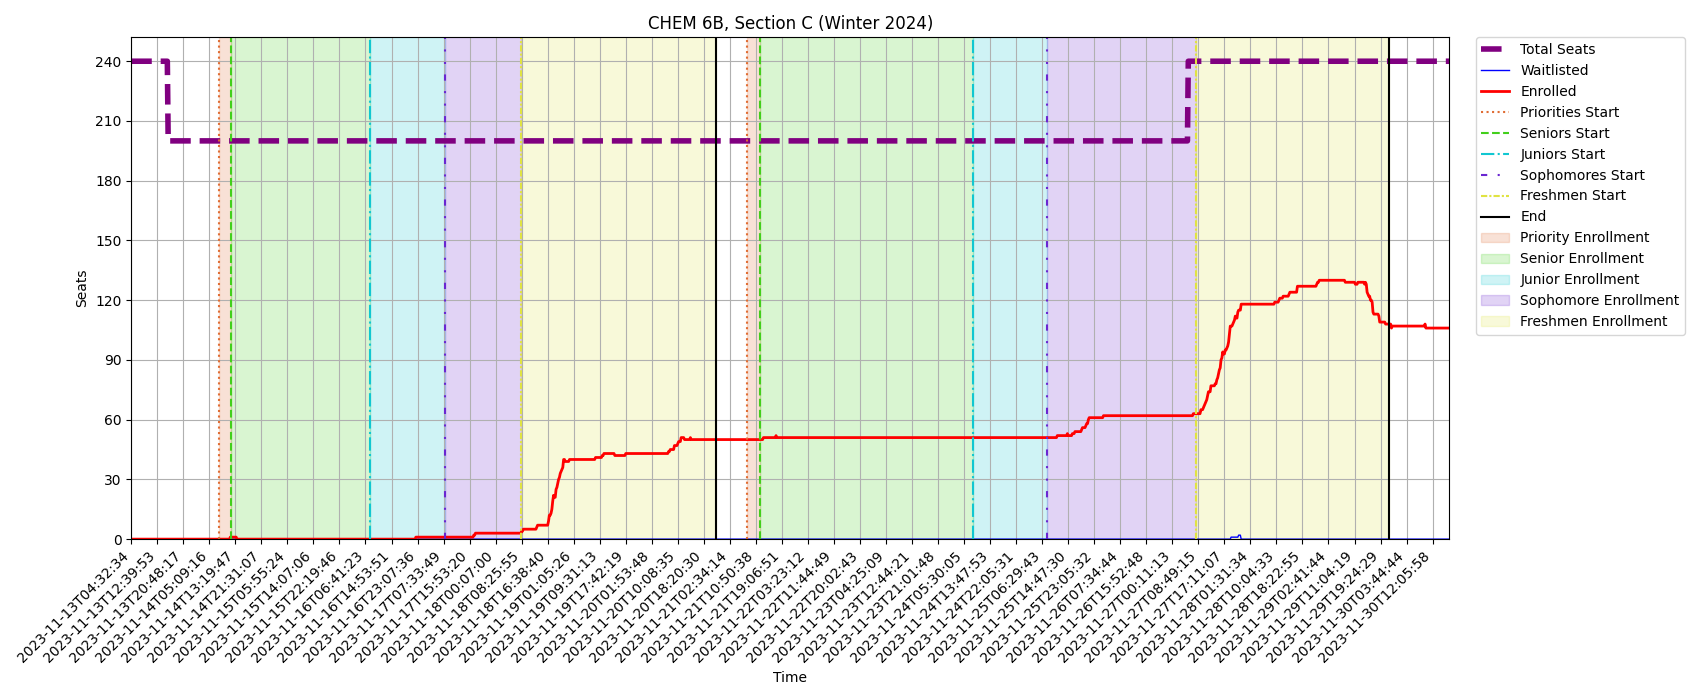 CHEM 6B, Section C (Winter 2024)
Seats
240
210
180
150
120
90
60
30
0
2023-11-13T04:32:34
2023-11-13T12:39:53
2023-11-13T20:48:17
2023-11-14T05:09:16
2023-11-14T13:19:47
2023-11-14T21:31:07
2023-11-15T05:55:24
2023-11-15T14:07:06
2023-11-15T22:19:46
2023-11-16T06:41:23
2023-11-16T14:53:51
2023-11-16T23:07:36
2023-11-17T07:33:49
2023-11-17T15:53:20
2023-11-18T00:07:00
2023-11-18T08:25:55
2023-11-18T16:38:40
2023-11-19T01:05:26
2023-11-19T09:31:13
2023-11-19T17:42:19
2023-11-20T01:53:48
2023-11-20T10:08:35
2023-11-20T18:20:30
2023-11-21T02:34:14
2023-11-21T10:50:38
2023-11-21T19:06:51
2023-11-22T03:23:12
2023-11-22T11:44:49
2023-11-22T20:02:43
2023-11-23T04:25:09
2023-11-23T12:44:21
2023-11-23T21:01:48
2023-11-24T05:30:05
2023-11-24T13:47:53
2023-11-24T22:05:31
2023-11-25T06:29:43
2023-11-25T14:47:30
2023-11-25T23:05:32
2023-11-26T07:34:44
2023-11-26T15:52:48
2023-11-27T00:11:13
2023-11-27T08:49:15
2023-11-27T17:11:07
2023-11-28T01:31:34
2023-11-28T10:04:33
2023-11-28T18:22:55
2023-11-29T02:41:44
2023-11-29T11:04:19
2023-11-29T19:24:29
2023-11-30T03:44:44
2023-11-30T12:05:58
Time
Total Seats
Waitlisted
Enrolled
Priorities Start
Seniors Start
Juniors Start
Sophomores Start
Freshmen Start
End
Priority Enrollment
Senior Enrollment
Junior Enrollment
Sophomore Enrollment
Freshmen Enrollment